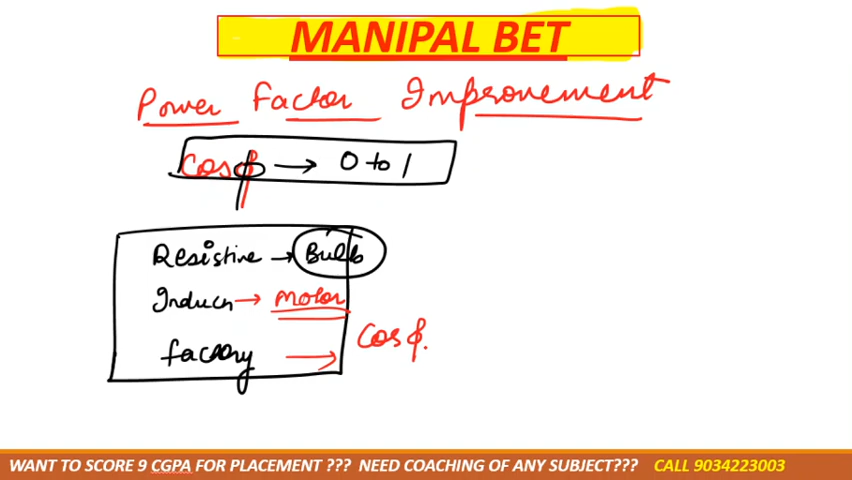 MANIPAL BET
Power Factor Improvement
Cosϕ → 0 to 1
Resistive → Bulb
Induen → Motor
factory → Cosϕ.
WANT TO SCORE 9 CGPA FOR PLACEMENT ??? NEED COACHING OF ANY SUBJECT??? CALL 9034223003